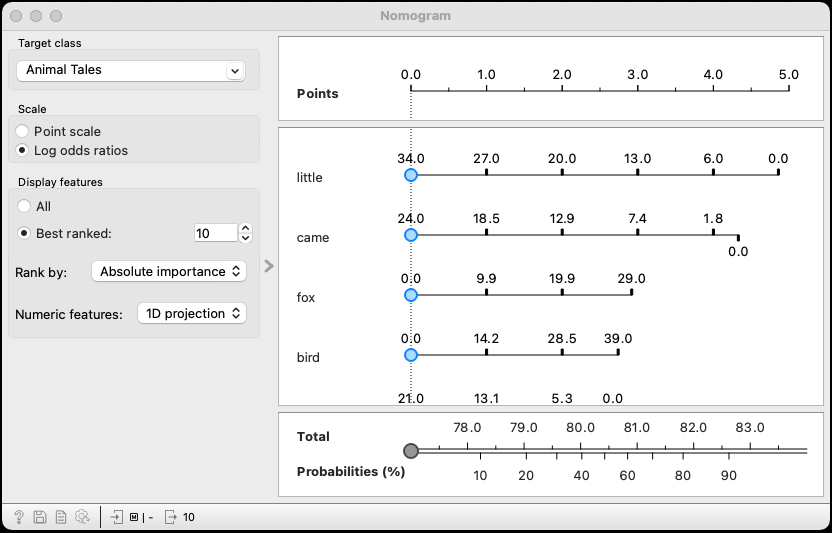 Nomogram
Target class
Animal Tales
Scale
Point scale
Log odds ratios
Display features
All
Best ranked: 10
Rank by: Absolute importance
Numeric features: 1D projection
0.0 1.0 2.0 3.0 4.0 5.0
Points
34.0 27.0 20.0 13.0 6.0 0.0
little
24.0 18.5 12.9 7.4 1.8
came
0.0
0.0 9.9 19.9 29.0
fox
0.0 14.2 28.5 39.0
bird
21.0 13.1 5.3 0.0
78.0 79.0 80.0 81.0 82.0 83.0
Total
Probabilities (%)
10 20 40 60 80 90
? M | - 10